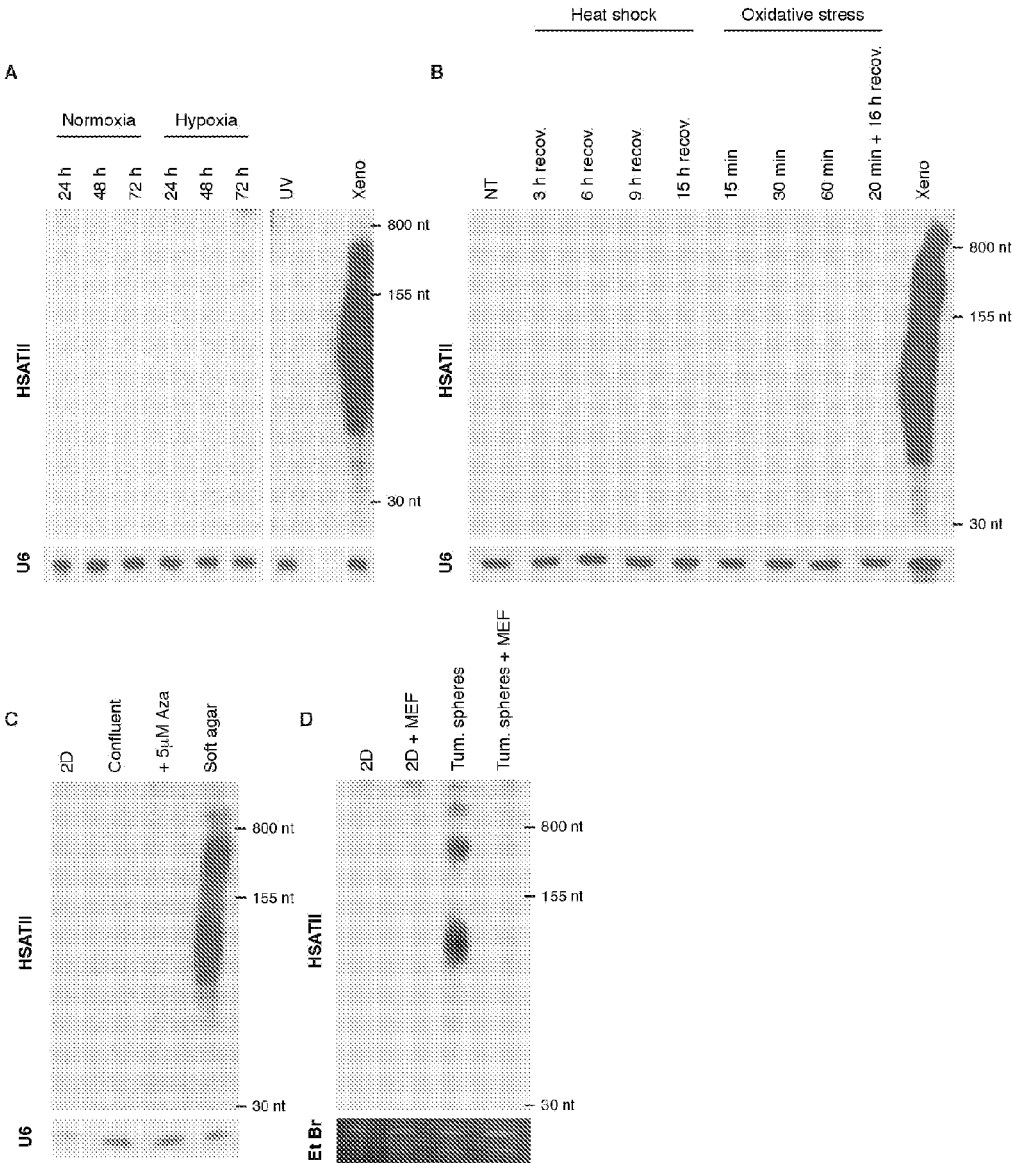 A
Normoxia Hypoxia
24 h 48 h 72 h 24 h 48 h 72 h UV Xeno
HSATII
800 nt
155 nt
30 nt
U6
B
Heat shock Oxidative stress
NT 3 h recov. 6 h recov. 9 h recov. 15 h recov. 15 min 30 min 60 min 20 min + 16 h recov. Xeno
HSATII
800 nt
155 nt
30 nt
U6
C
2D Confluent + 5µM Aza Soft agar
HSATII
800 nt
155 nt
30 nt
U6
D
2D 2D + MEF Tum. spheres Tum. spheres + MEF
HSATII
800 nt
155 nt
30 nt
Et Br